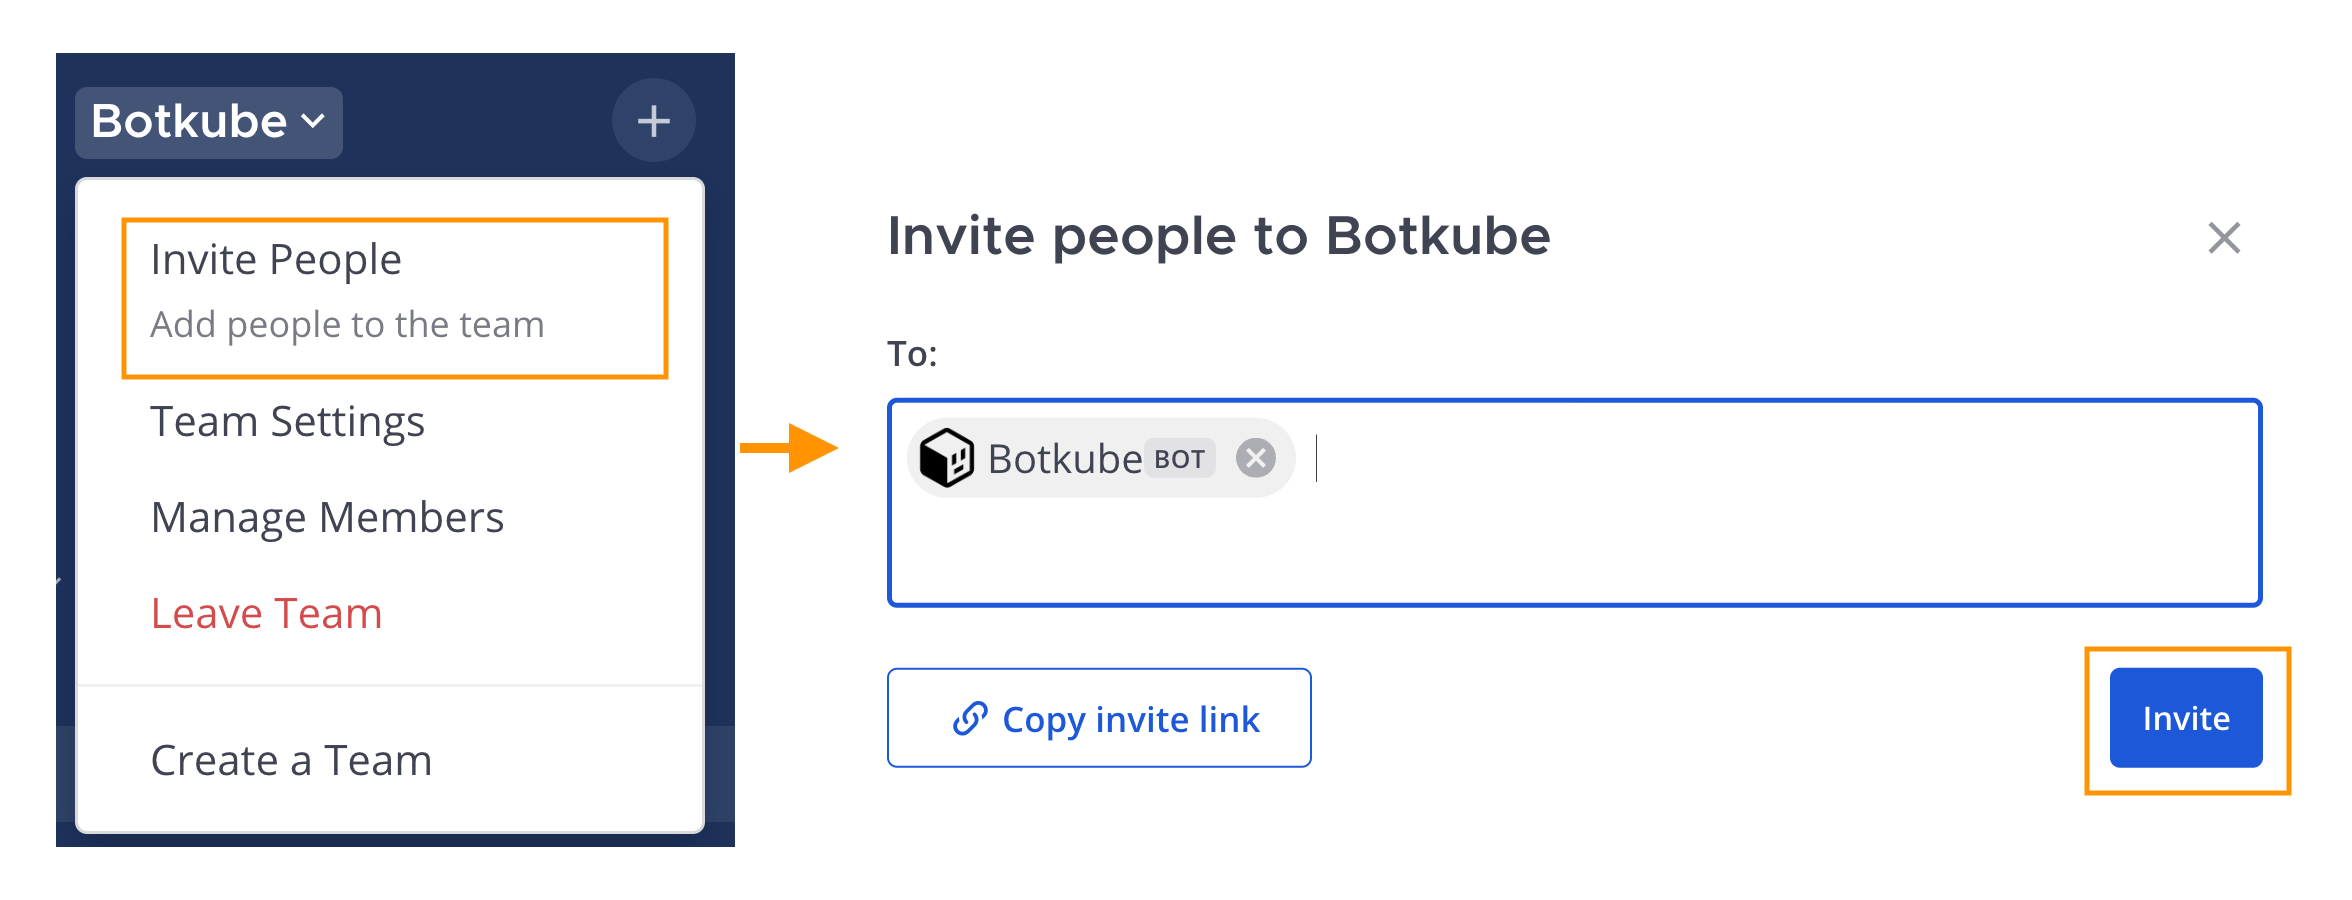 Botkube
Invite People
Add people to the team
Team Settings
Manage Members
Leave Team
Create a Team
Invite people to Botkube
To:
Botkube BOT
Copy invite link
Invite